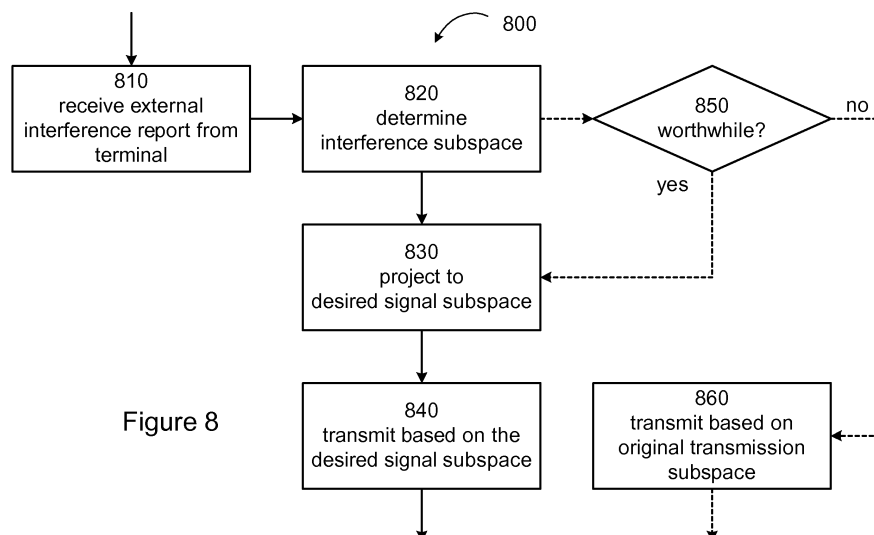 800
810
receive external
interference report from
terminal
820
determine
interference subspace
850
worthwhile?
no
yes
830
project to
desired signal subspace
Figure 8
840
transmit based on the
desired signal subspace
860
transmit based on
original transmission
subspace